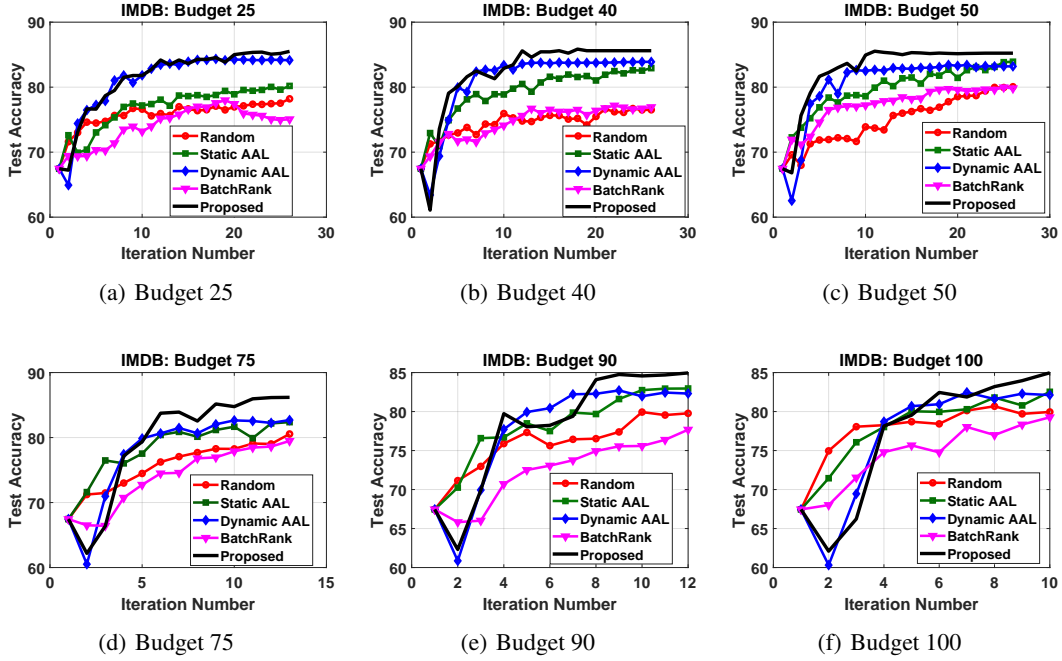 IMDB: Budget 25
Test Accuracy
90
80
70
60
0
10
20
30
Iteration Number
Random
Static AAL
Dynamic AAL
BatchRank
Proposed
(a) Budget 25
IMDB: Budget 40
Test Accuracy
90
80
70
60
0
10
20
30
Iteration Number
Random
Static AAL
Dynamic AAL
BatchRank
Proposed
(b) Budget 40
IMDB: Budget 50
Test Accuracy
90
80
70
60
0
10
20
30
Iteration Number
Random
Static AAL
Dynamic AAL
BatchRank
Proposed
(c) Budget 50
IMDB: Budget 75
Test Accuracy
90
80
70
60
0
5
10
15
Iteration Number
Random
Static AAL
Dynamic AAL
BatchRank
Proposed
(d) Budget 75
IMDB: Budget 90
Test Accuracy
85
80
75
70
65
60
0
2
4
6
8
10
12
Iteration Number
Random
Static AAL
Dynamic AAL
BatchRank
Proposed
(e) Budget 90
IMDB: Budget 100
Test Accuracy
85
80
75
70
65
60
0
2
4
6
8
10
Iteration Number
Random
Static AAL
Dynamic AAL
BatchRank
Proposed
(f) Budget 100